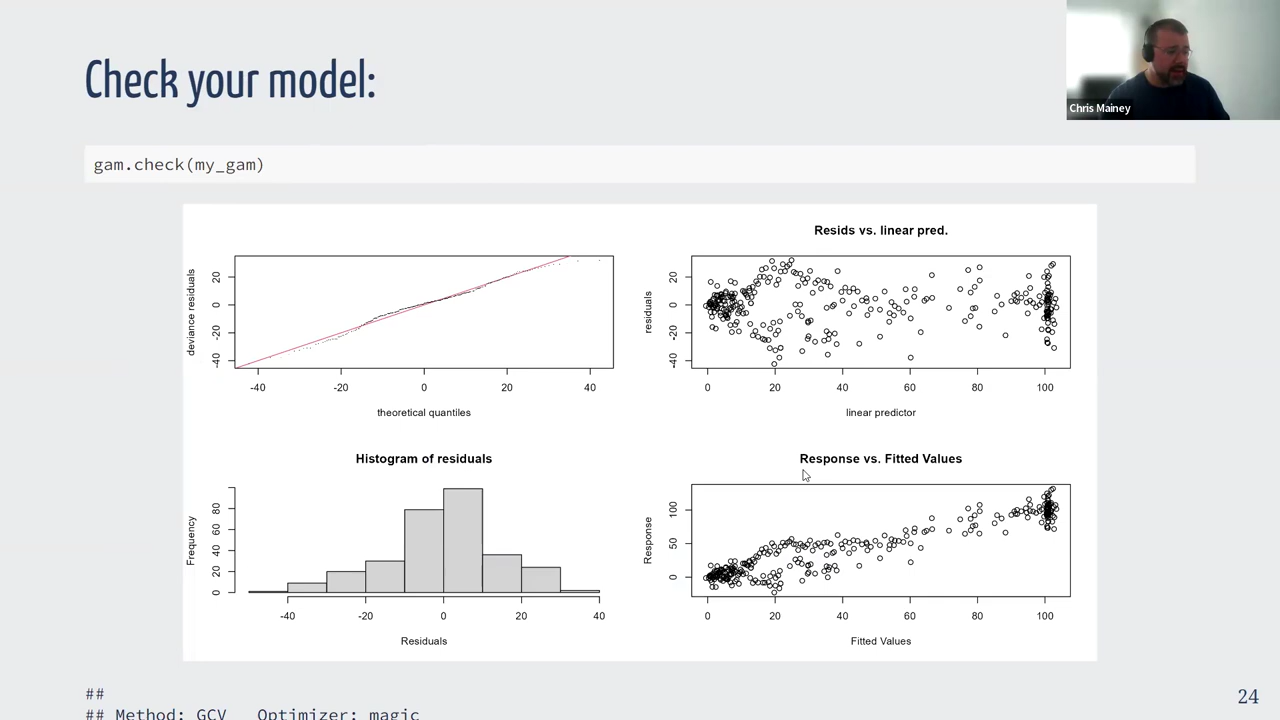 Check your model:
Chris Mainey
gam.check(my_gam)
deviance residuals
-40 -20 0 20
-40 -20 0 20 40
theoretical quantiles
Resids vs. linear pred.
residuals
-40 -20 0 20
0 20 40 60 80 100
linear predictor
Histogram of residuals
Frequency
0 20 40 60 80
-40 -20 0 20 40
Residuals
Response vs. Fitted Values
Response
0 50 100
0 20 40 60 80 100
Fitted Values
##
## Method: GCV Optimizer: magic
24